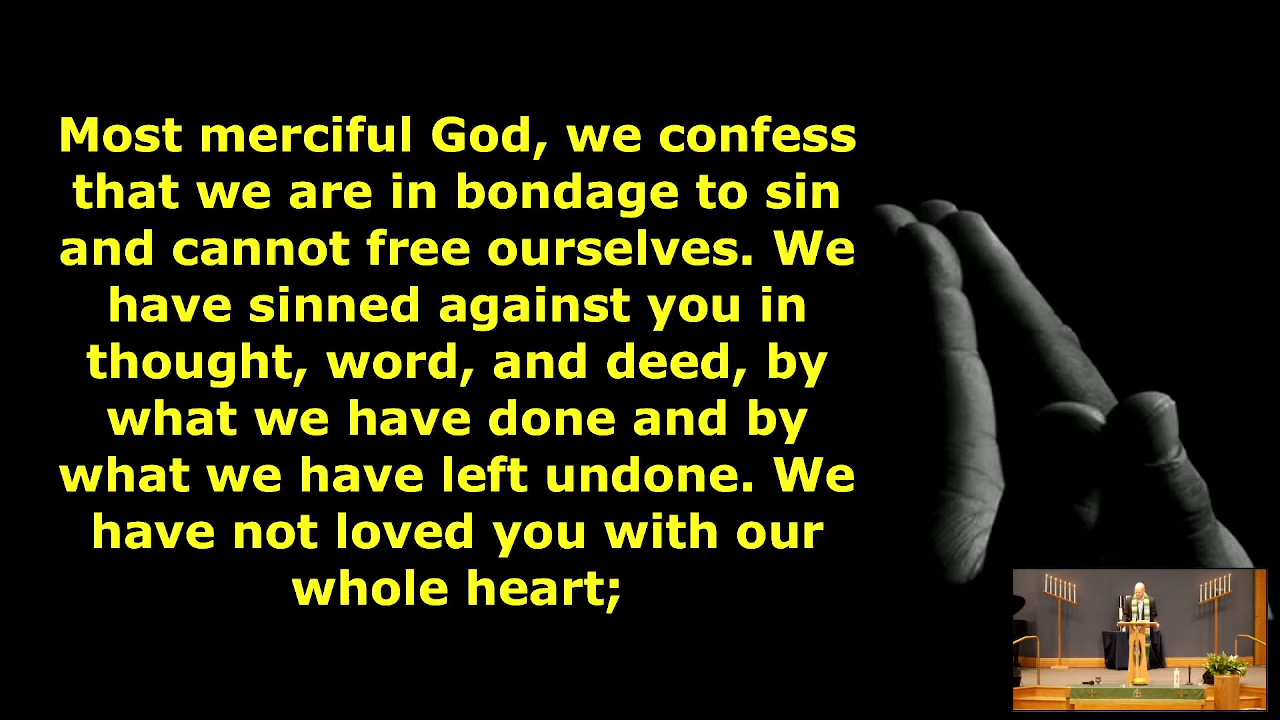 Most merciful God, we confess
that we are in bondage to sin
and cannot free ourselves. We
have sinned against you in
thought, word, and deed, by
what we have done and by
what we have left undone. We
have not loved you with our
whole heart;